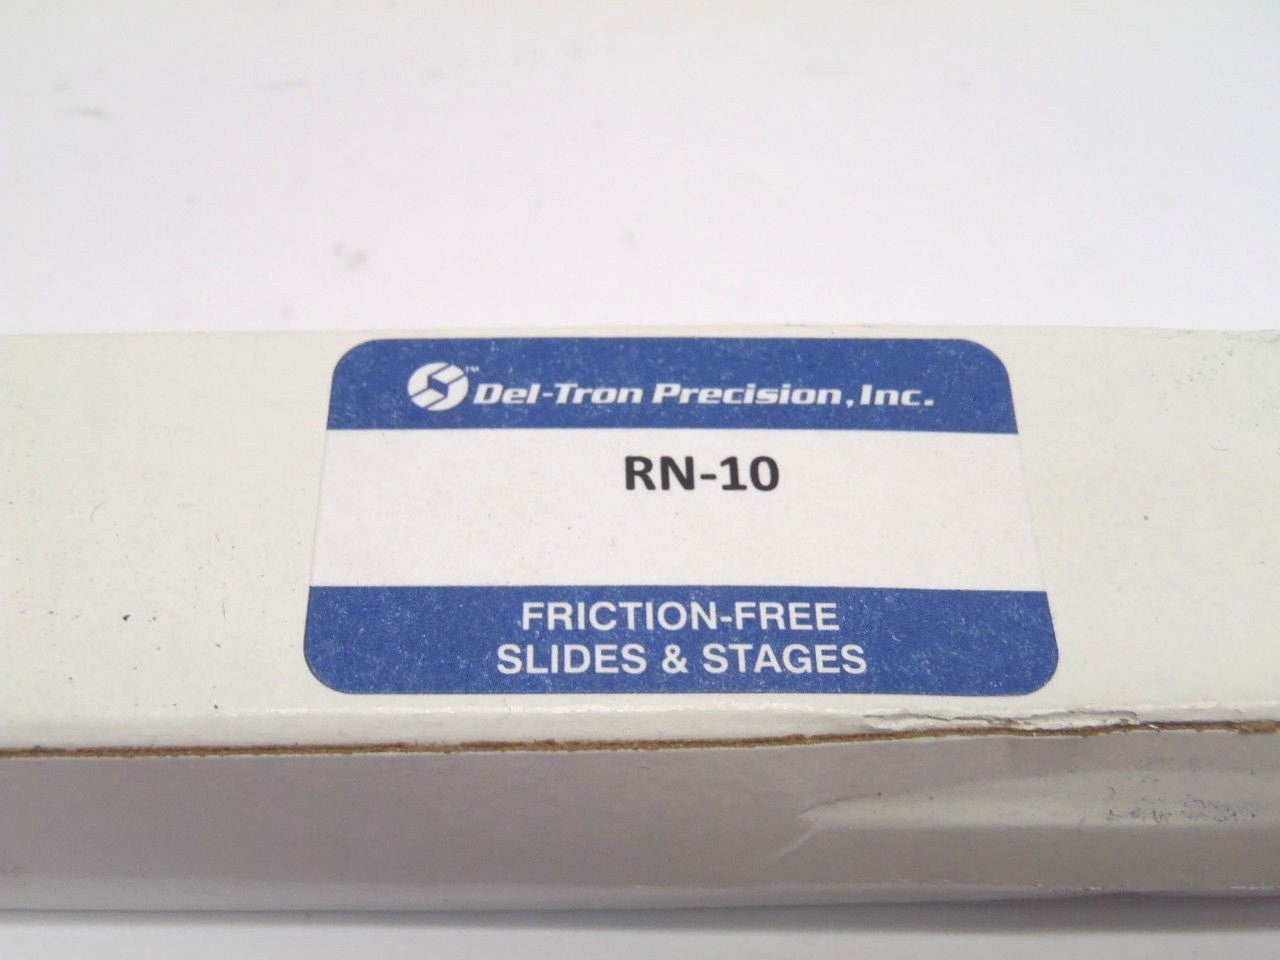 Del-Tron Precision, Inc.
RN-10
FRICTION-FREE
SLIDES & STAGES